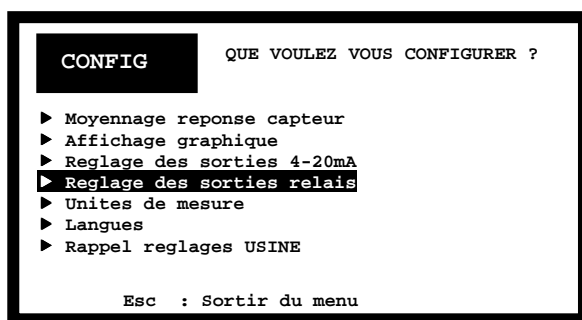 CONFIG
QUE VOULEZ VOUS CONFIGURER ?
Moyennage reponse capteur
Affichage graphique
Reglage des sorties 4-20mA
Reglage des sorties relais
Unites de mesure
Langues
Rappel reglages USINE
Esc : Sortir du menu